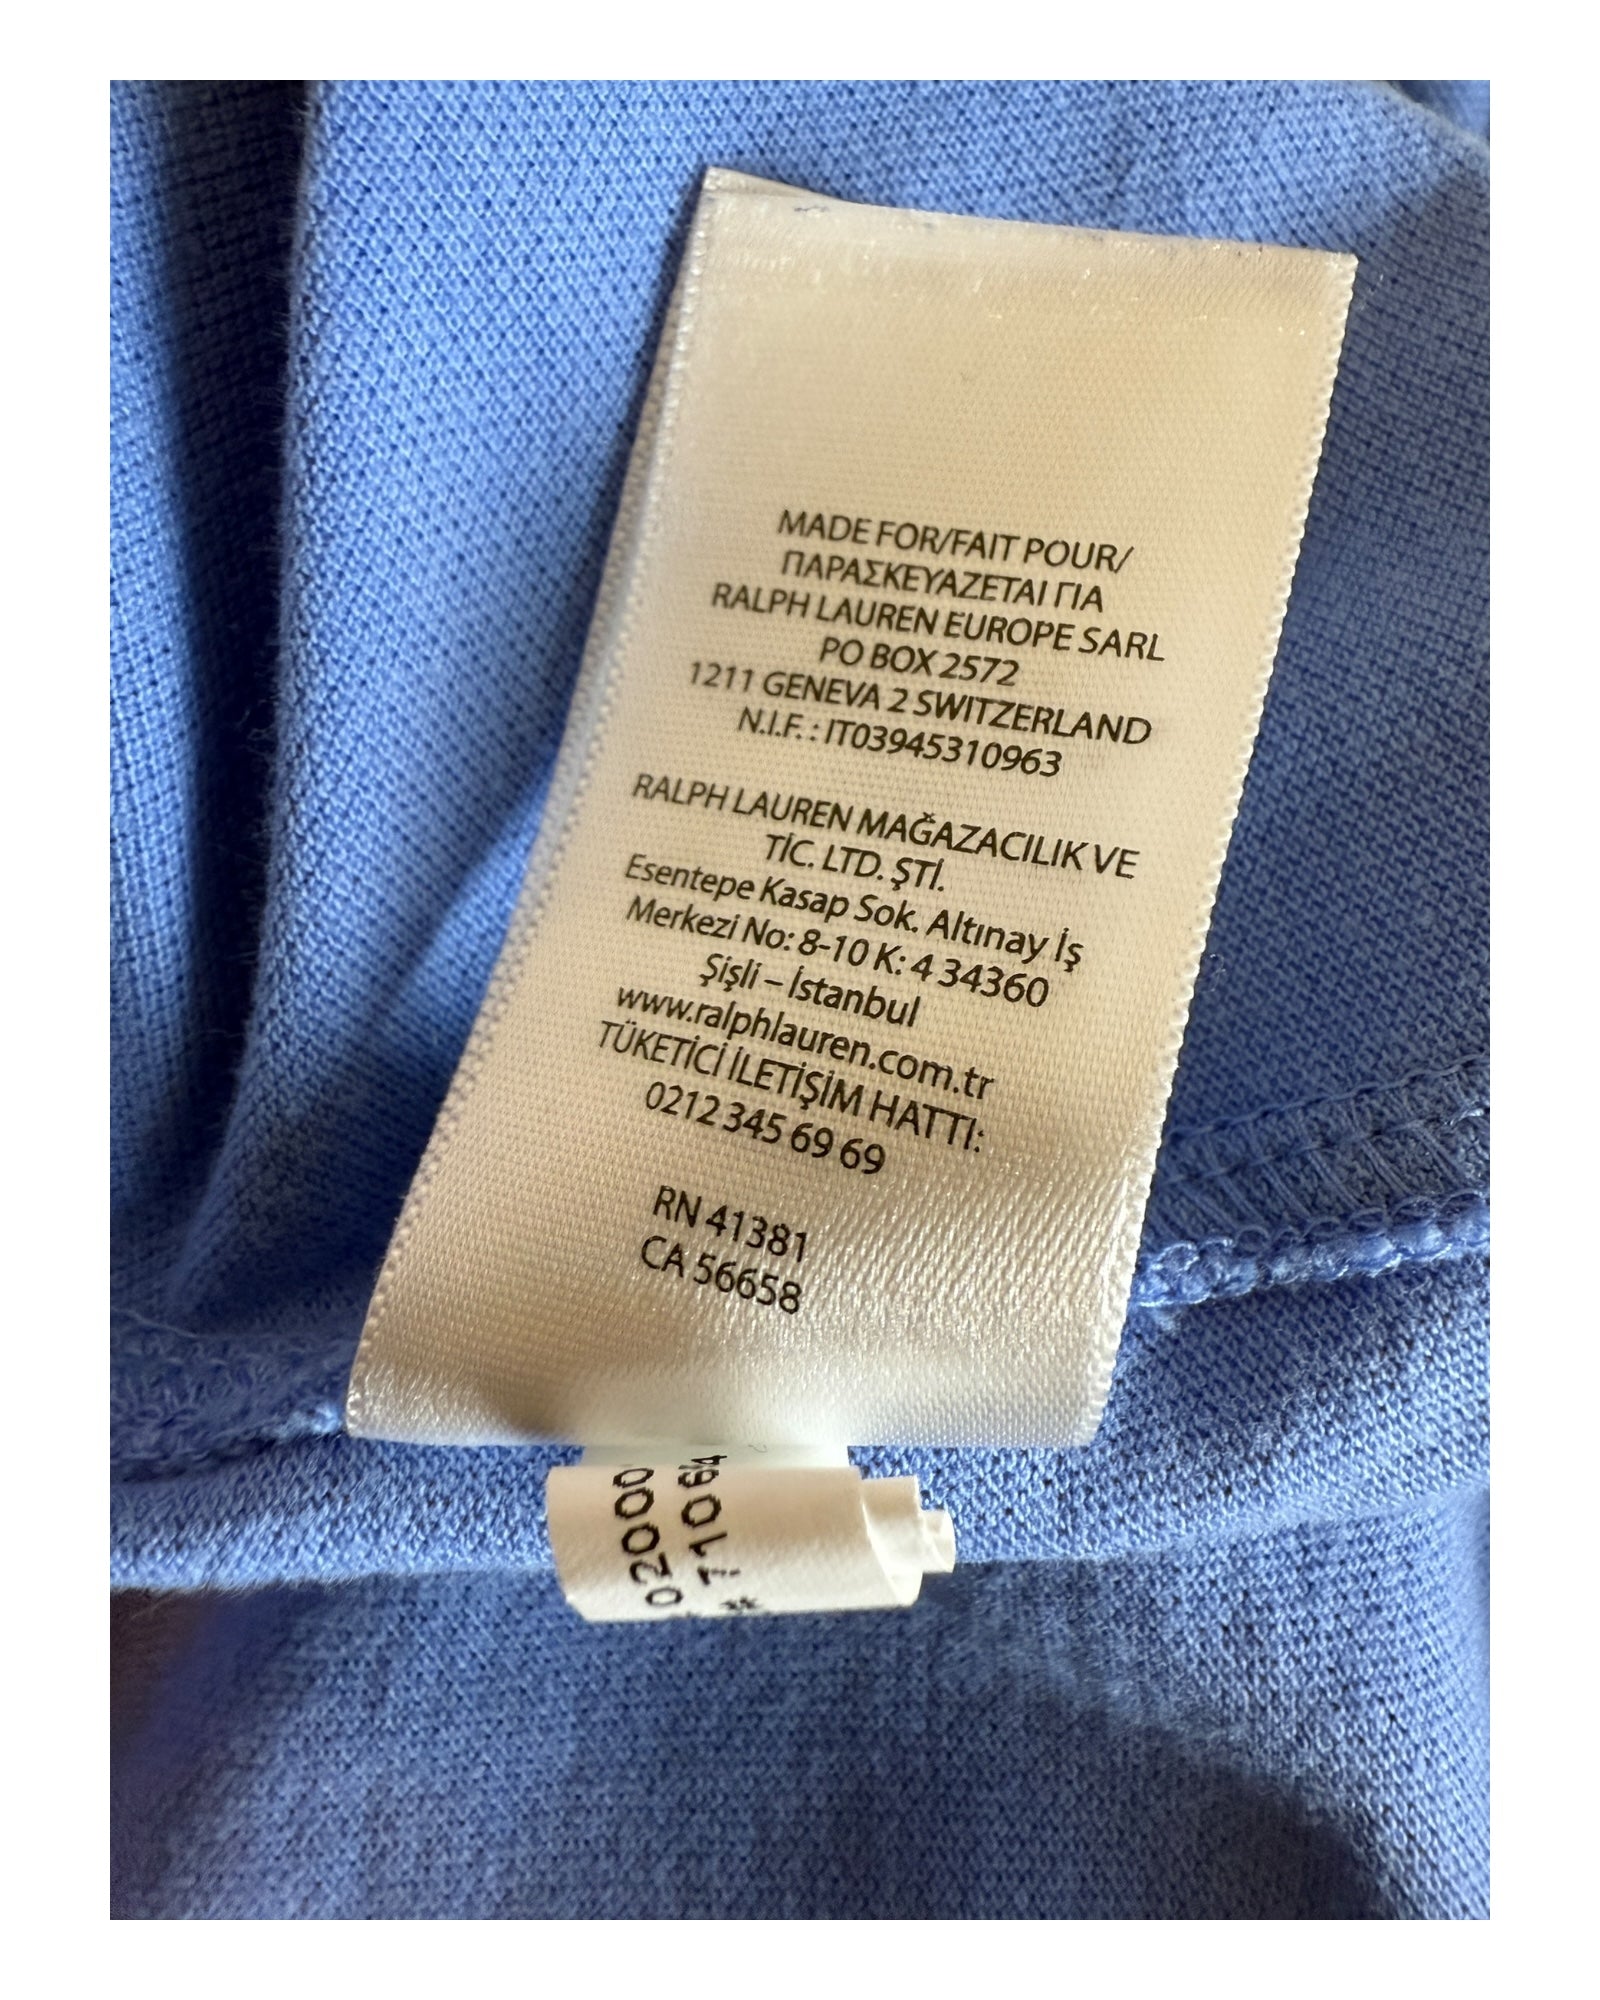 MADE FOR/FAIT POUR/
ΠΑΡΑΣΚΕΥΑΖΕΤΑΙ ΓΙΑ
RALPH LAUREN EUROPE SARL
PO BOX 2572
1211 GENEVA 2 SWITZERLAND
N.I.F. : IT03945310963
RALPH LAUREN MAĞAZACILIK VE
TİC. LTD. ŞTİ.
Esentepe Kasap Sok. Altınay İş
Merkezi No: 8-10 K: 4 34360
Şişli – İstanbul
www.ralphlauren.com.tr
TÜKETİCİ İLETİŞİM HATTI:
0212 345 69 69
RN 41381
CA 56658